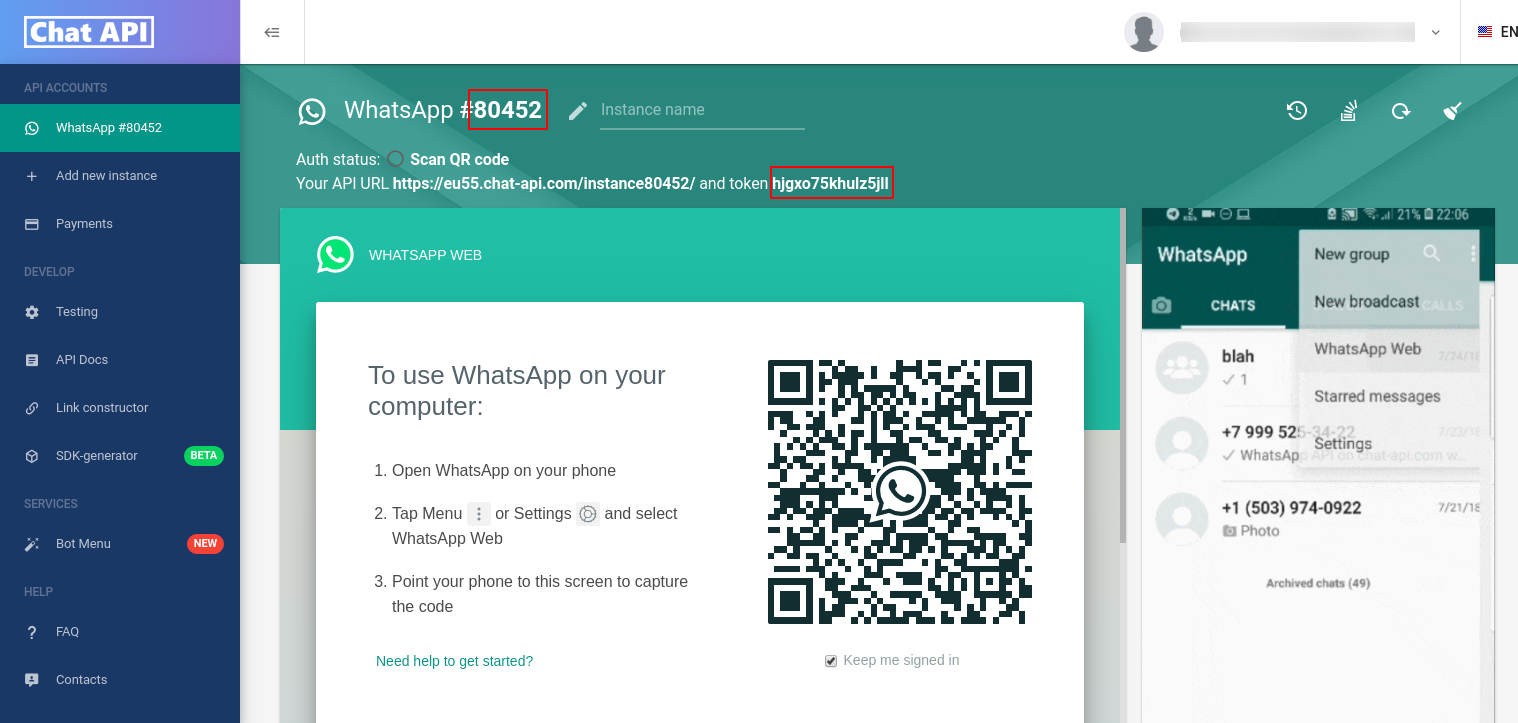 Chat API
EN
API ACCOUNTS
WhatsApp #80452
Add new instance
Payments
DEVELOP
Testing
API Docs
Link constructor
SDK-generator BETA
SERVICES
Bot Menu NEW
HELP
FAQ
Contacts
WhatsApp #80452 Instance name
Auth status: Scan QR code
Your API URL https://eu55.chat-api.com/instance80452/ and token hjgxo75khulz5jll
WHATSAPP WEB
To use WhatsApp on your
computer:
1. Open WhatsApp on your phone
2. Tap Menu or Settings and select
WhatsApp Web
3. Point your phone to this screen to capture
the code
Need help to get started?
Keep me signed in
21% 22:06
WhatsApp
New group
New broadcast
WhatsApp Web
Starred messages
Settings
CHATS CALLS
blah 7/24/18
1
+7 999 525-34-22 7/23/18
WhatsApp API on chat-api.com w...
+1 (503) 974-0922 7/21/18
Photo
Archived chats (49)